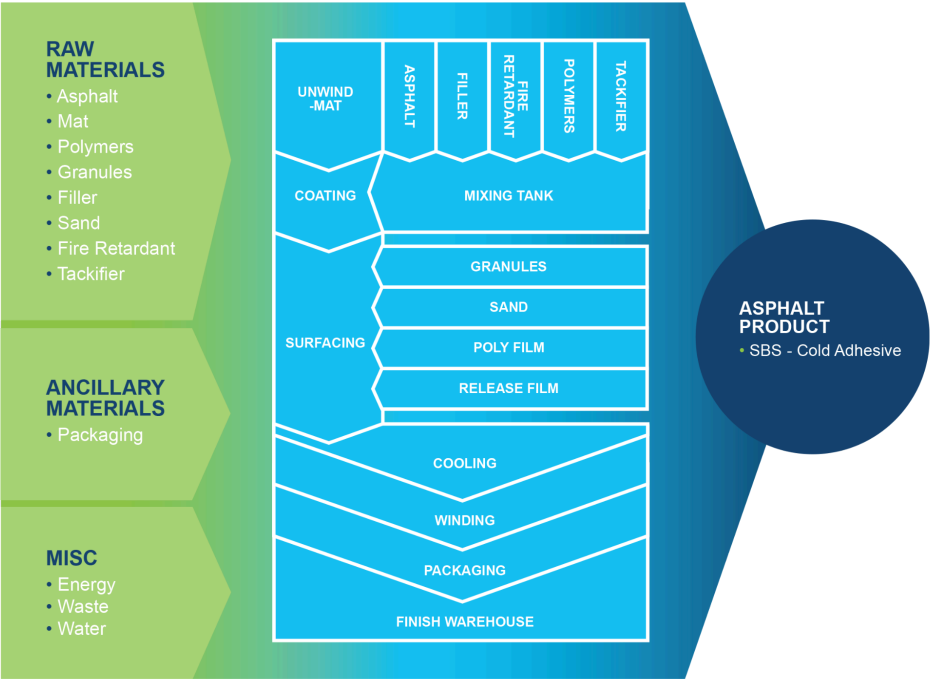 RAW
MATERIALS
• Asphalt
• Mat
• Polymers
• Granules
• Filler
• Sand
• Fire Retardant
• Tackifier
ANCILLARY
MATERIALS
• Packaging
MISC
• Energy
• Waste
• Water
UNWIND
-MAT
ASPHALT
FILLER
FIRE
RETARDANT
POLYMERS
TACKIFIER
COATING
MIXING TANK
SURFACING
GRANULES
SAND
POLY FILM
RELEASE FILM
COOLING
WINDING
PACKAGING
FINISH WAREHOUSE
ASPHALT
PRODUCT
• SBS - Cold Adhesive